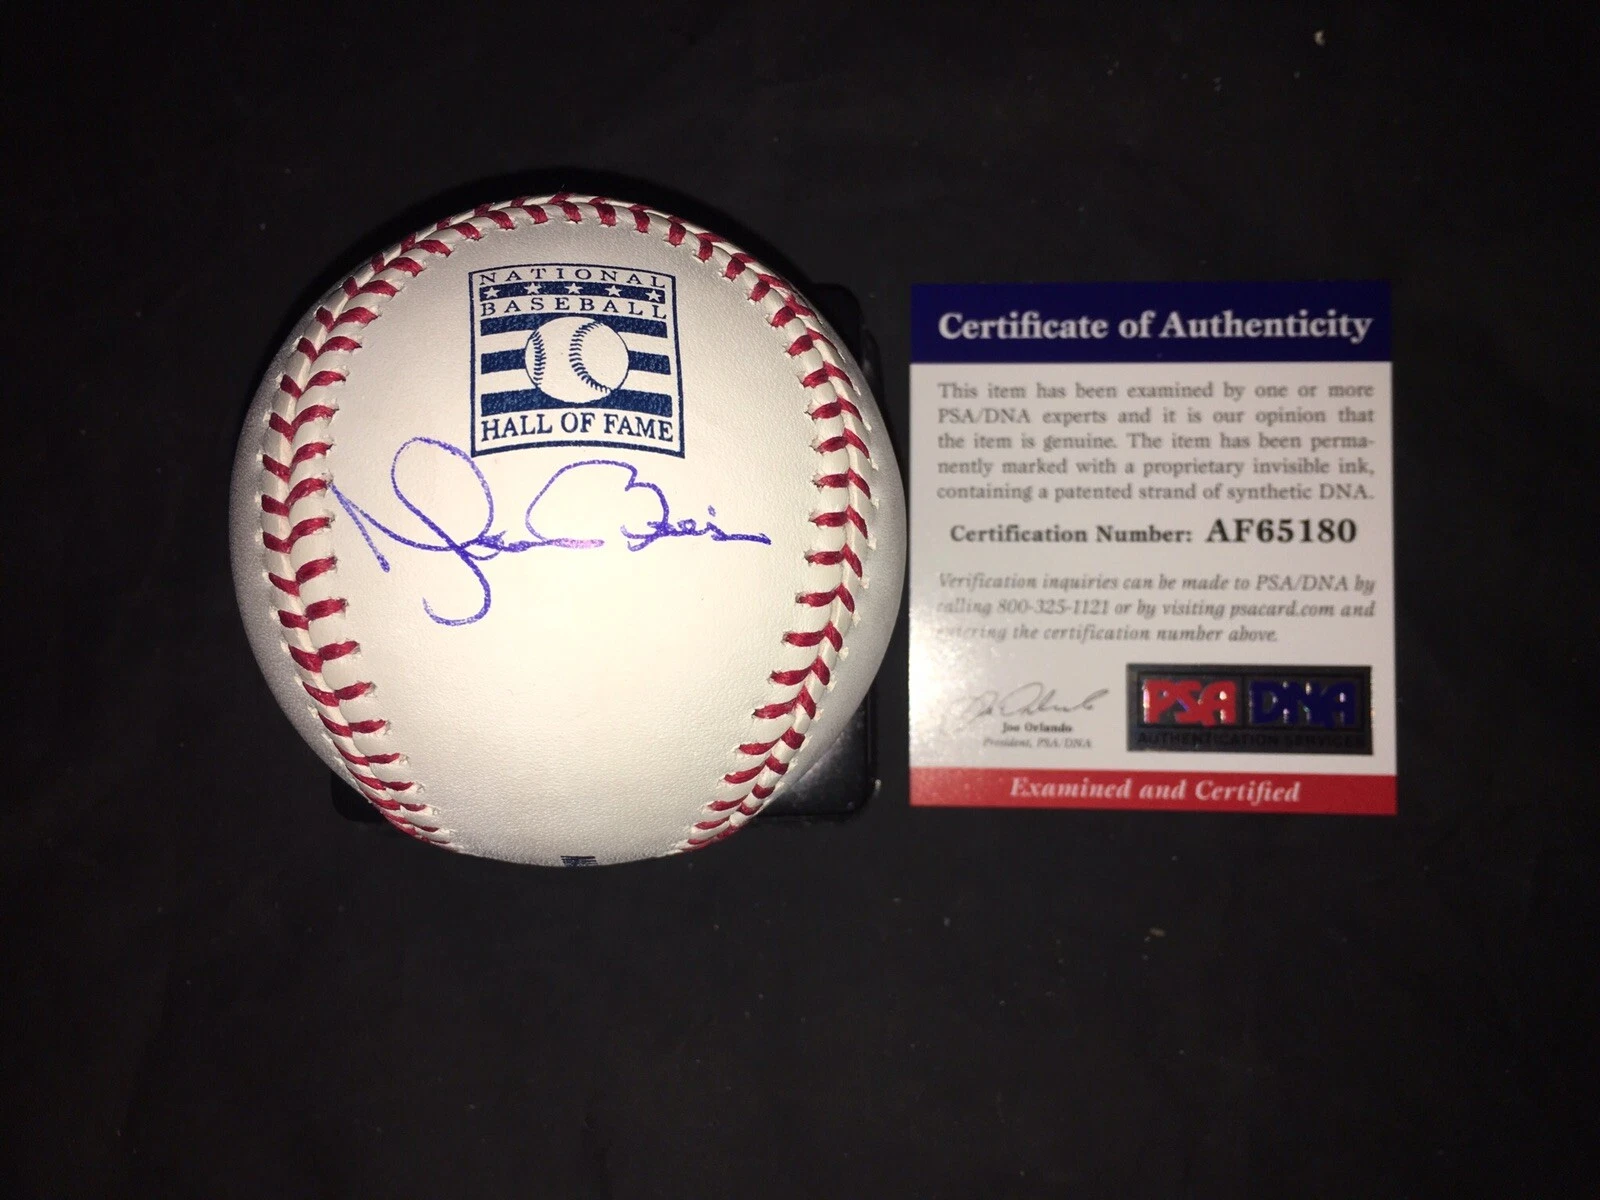 NATIONAL
BASEBALL
HALL OF FAME
Certificate of Authenticity
This item has been examined by one or more
PSA/DNA experts and it is our opinion that
the item is genuine. The item has been perma-
nently marked with a proprietary invisible ink,
containing a patented strand of synthetic DNA.
Certification Number: AF65180
Verification inquiries can be made to PSA/DNA by
calling 800-325-1121 or by visiting psacard.com and
entering the certification number above.
Joe Orlando
President, PSA/DNA
PSA DNA
AUTHENTICATION SERVICES
Examined and Certified